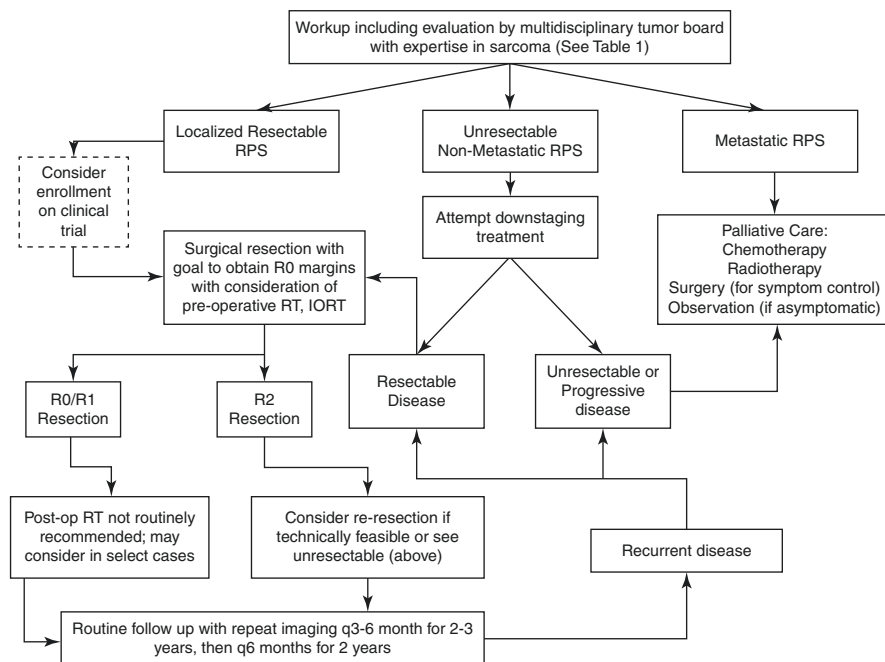 Workup including evaluation by multidisciplinary tumor board
with expertise in sarcoma (See Table 1)
Localized Resectable
RPS
Unresectable
Non-Metastatic RPS
Metastatic RPS
Consider
enrollment
on clinical
trial
Attempt downstaging
treatment
Palliative Care:
Chemotherapy
Radiotherapy
Surgery (for symptom control)
Observation (if asymptomatic)
Surgical resection with
goal to obtain R0 margins
with consideration of
pre-operative RT, IORT
R0/R1
Resection
R2
Resection
Resectable
Disease
Unresectable or
Progressive
disease
Post-op RT not routinely
recommended; may
consider in select cases
Consider re-resection if
technically feasible or see
unresectable (above)
Recurrent disease
Routine follow up with repeat imaging q3-6 month for 2-3
years, then q6 months for 2 years